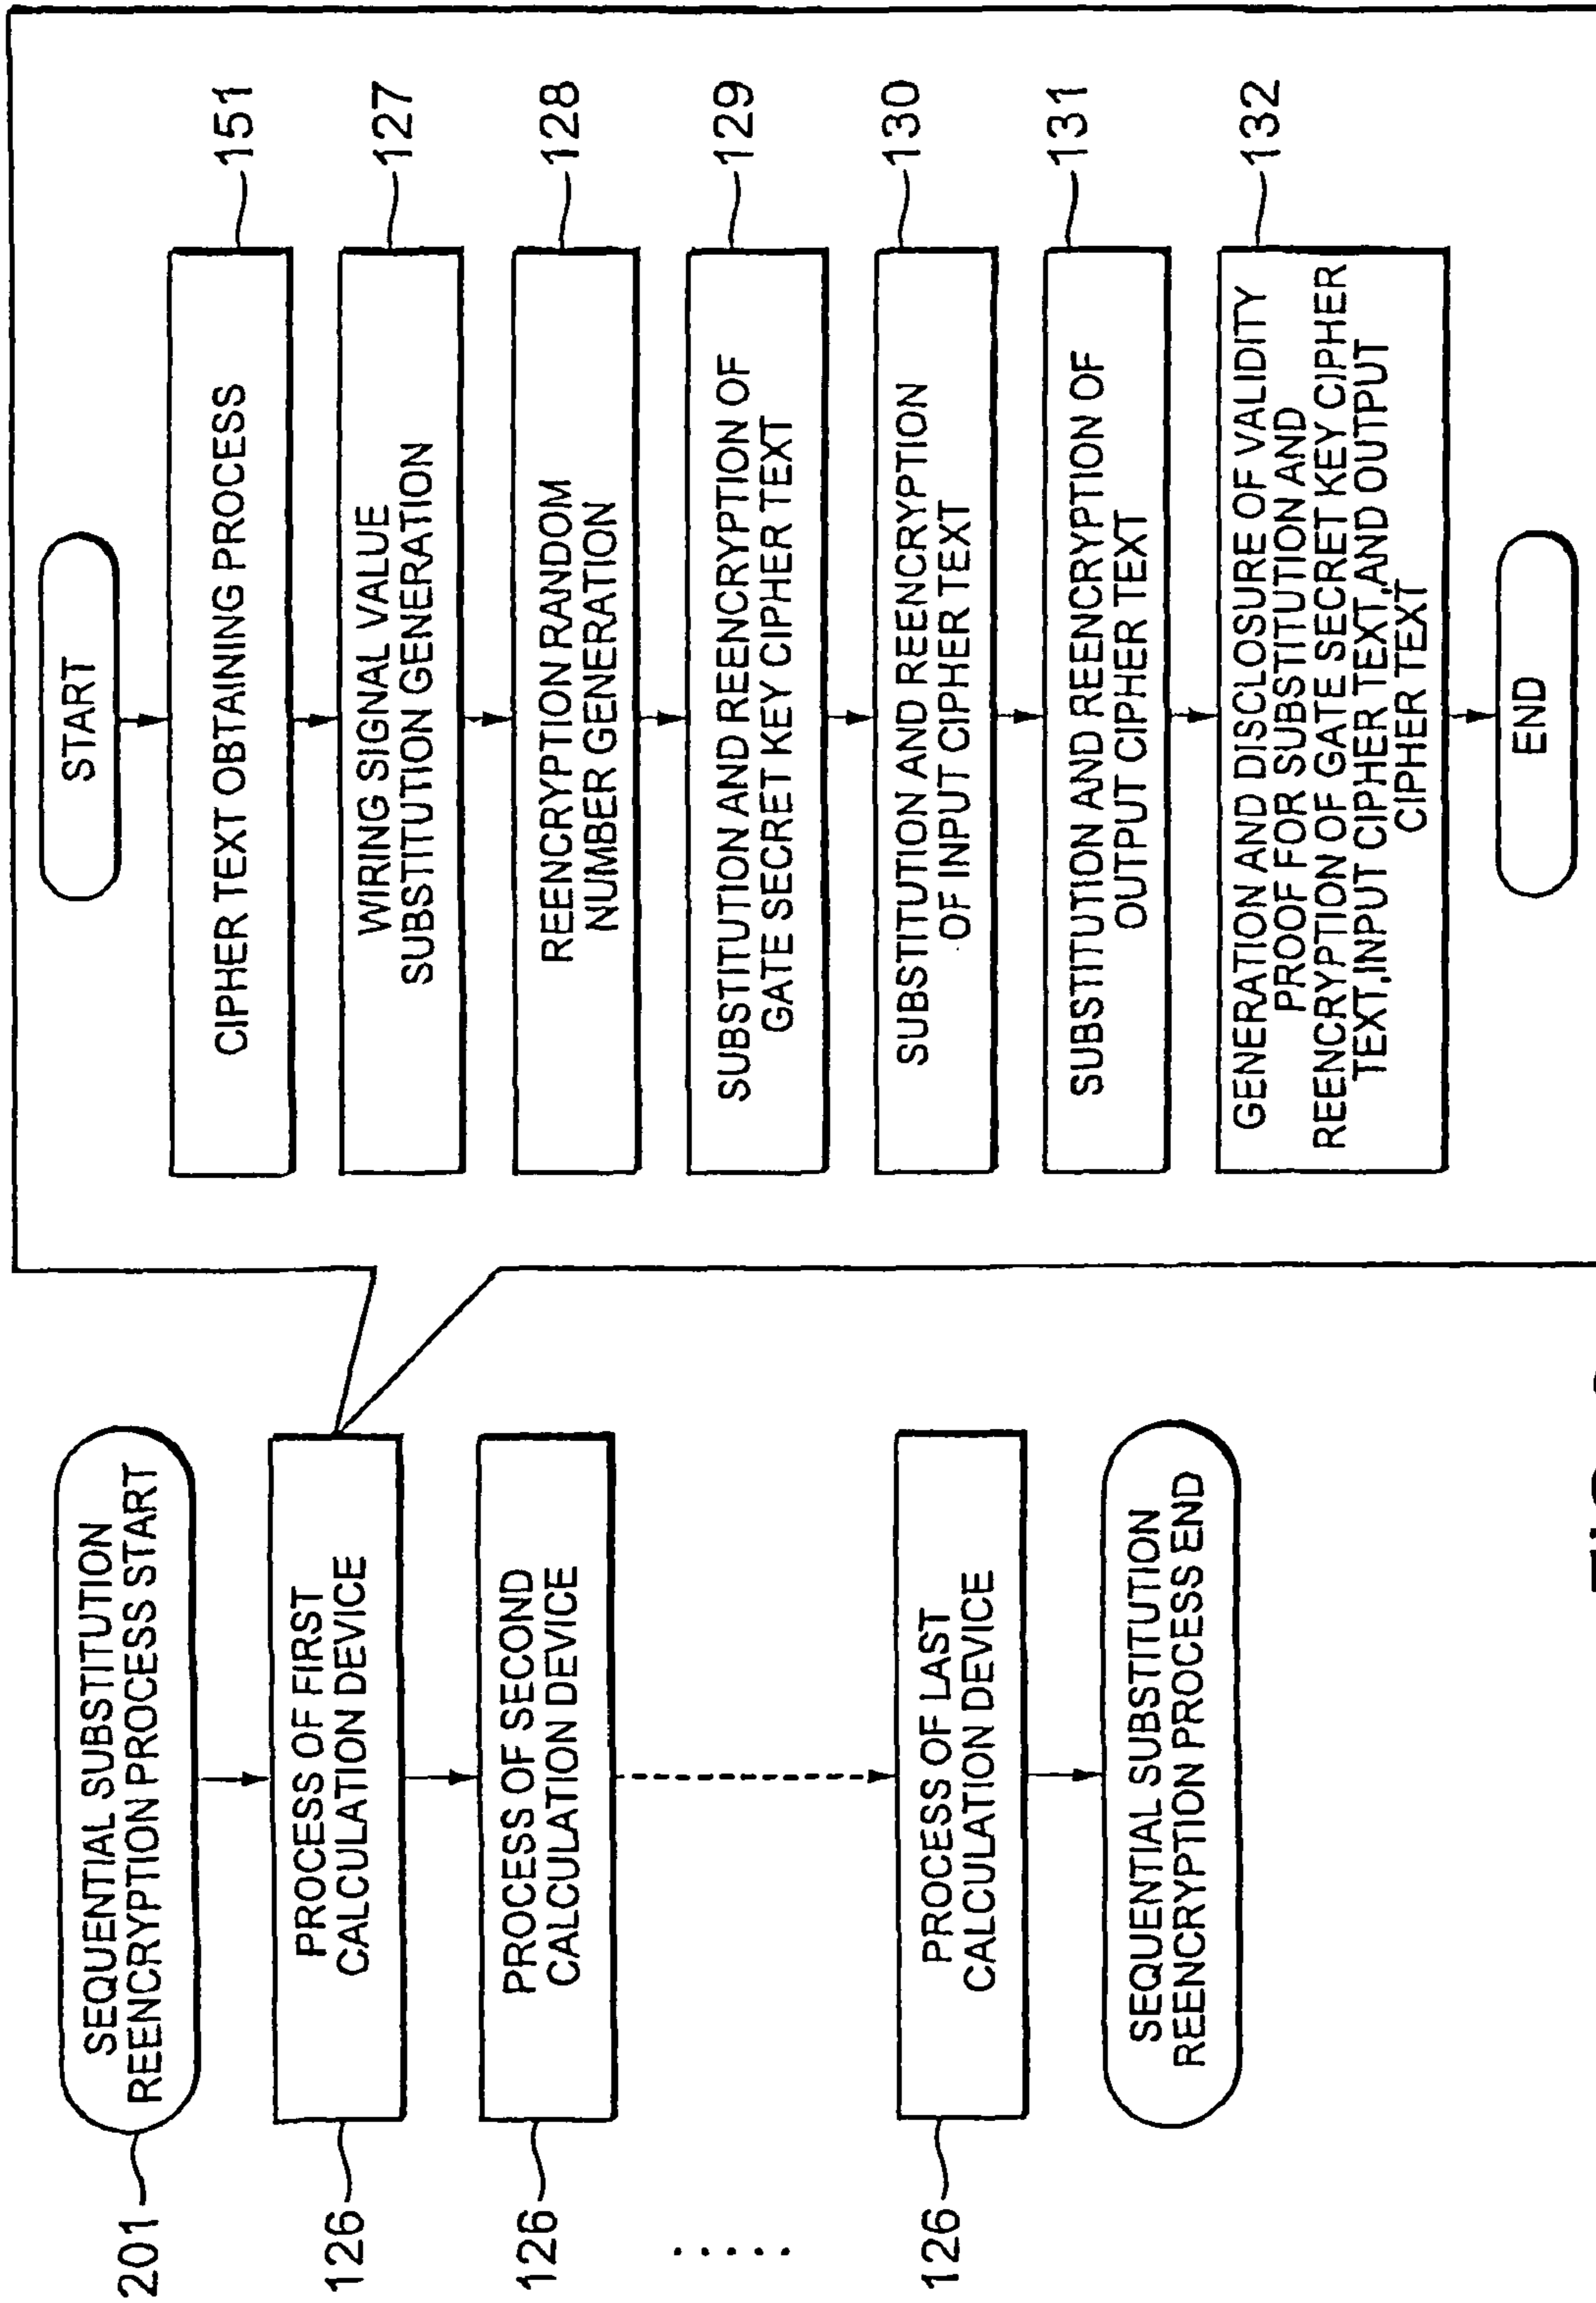 SEQUENTIAL SUBSTITUTION
REENCRYPTION PROCESS START
201
PROCESS OF FIRST
CALCULATION DEVICE
126
PROCESS OF SECOND
CALCULATION DEVICE
126
.....
PROCESS OF LAST
CALCULATION DEVICE
126
SEQUENTIAL SUBSTITUTION
REENCRYPTION PROCESS END
START
CIPHER TEXT OBTAINING PROCESS
151
WIRING SIGNAL VALUE
SUBSTITUTION GENERATION
127
REENCRYPTION RANDOM
NUMBER GENERATION
128
SUBSTITUTION AND REENCRYPTION OF
GATE SECRET KEY CIPHER TEXT
129
SUBSTITUTION AND REENCRYPTION
OF INPUT CIPHER TEXT
130
SUBSTITUTION AND REENCRYPTION OF
OUTPUT CIPHER TEXT
131
GENERATION AND DISCLOSURE OF VALIDITY
PROOF FOR SUBSTITUTION AND
REENCRYPTION OF GATE SECRET KEY CIPHER
TEXT,INPUT CIPHER TEXT,AND OUTPUT
CIPHER TEXT
132
END